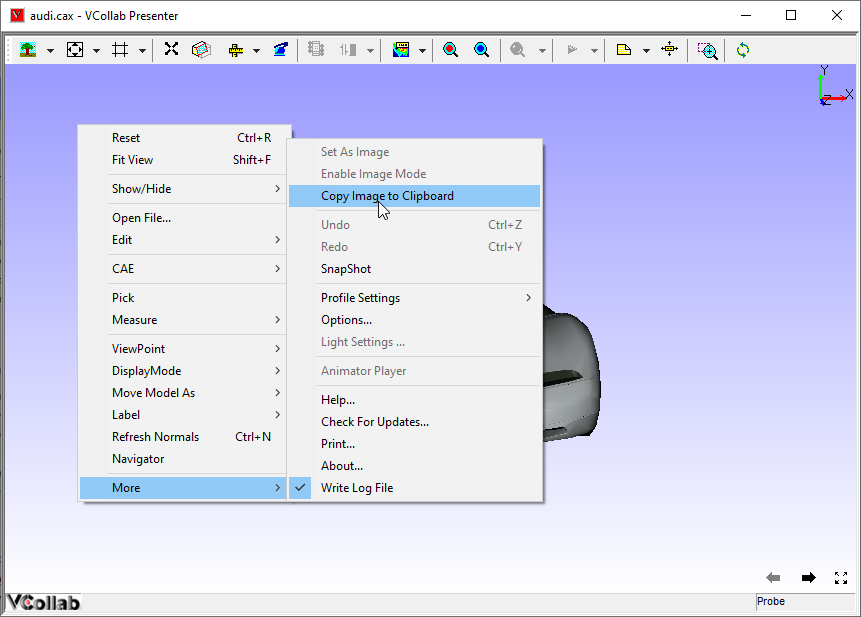 audi.cax - VCollab Presenter
Y
X
Z
Reset Ctrl+R
Fit View Shift+F
Show/Hide
Open File...
Edit
CAE
Pick
Measure
ViewPoint
DisplayMode
Move Model As
Label
Refresh Normals Ctrl+N
Navigator
More
Set As Image
Enable Image Mode
Copy Image to Clipboard
Undo Ctrl+Z
Redo Ctrl+Y
SnapShot
Profile Settings
Options...
Light Settings ...
Animator Player
Help...
Check For Updates...
Print...
About...
Write Log File
VCollab
Probe